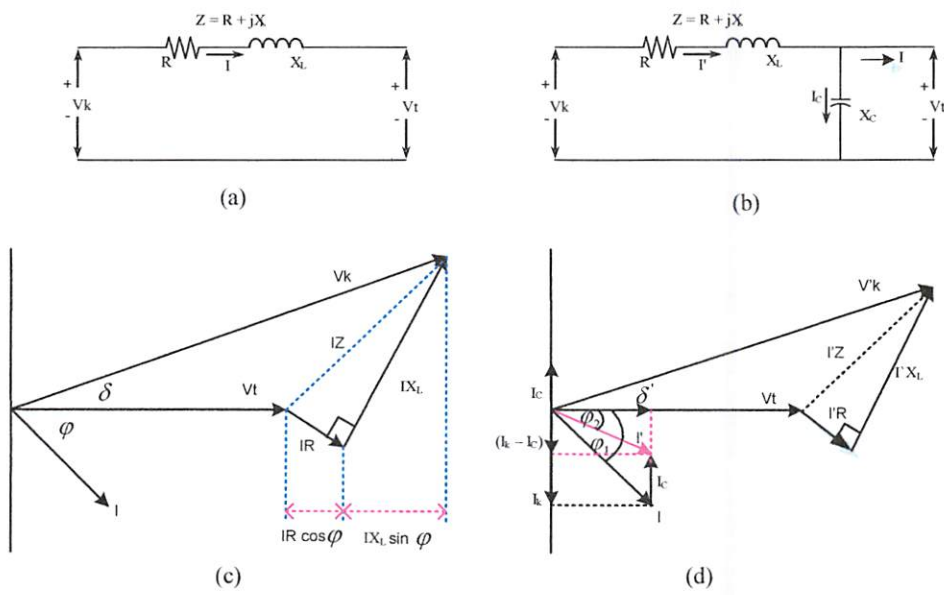 Z = R + jX
R
I
XL
+
Vk
-
+
Vt
-
(a)
Z = R + jX
R
I'
XL
I
+
Vk
-
IC
XC
+
Vt
-
(b)
Vk
IZ
IXL
δ
Vt
φ
IR
I
IR cos φ
IXL sin φ
(c)
V'k
I'Z
I'XL
IC
δ'
Vt
φ2
I'
I'R
(Ik – IC)
φ1
IC
Ik
I
(d)